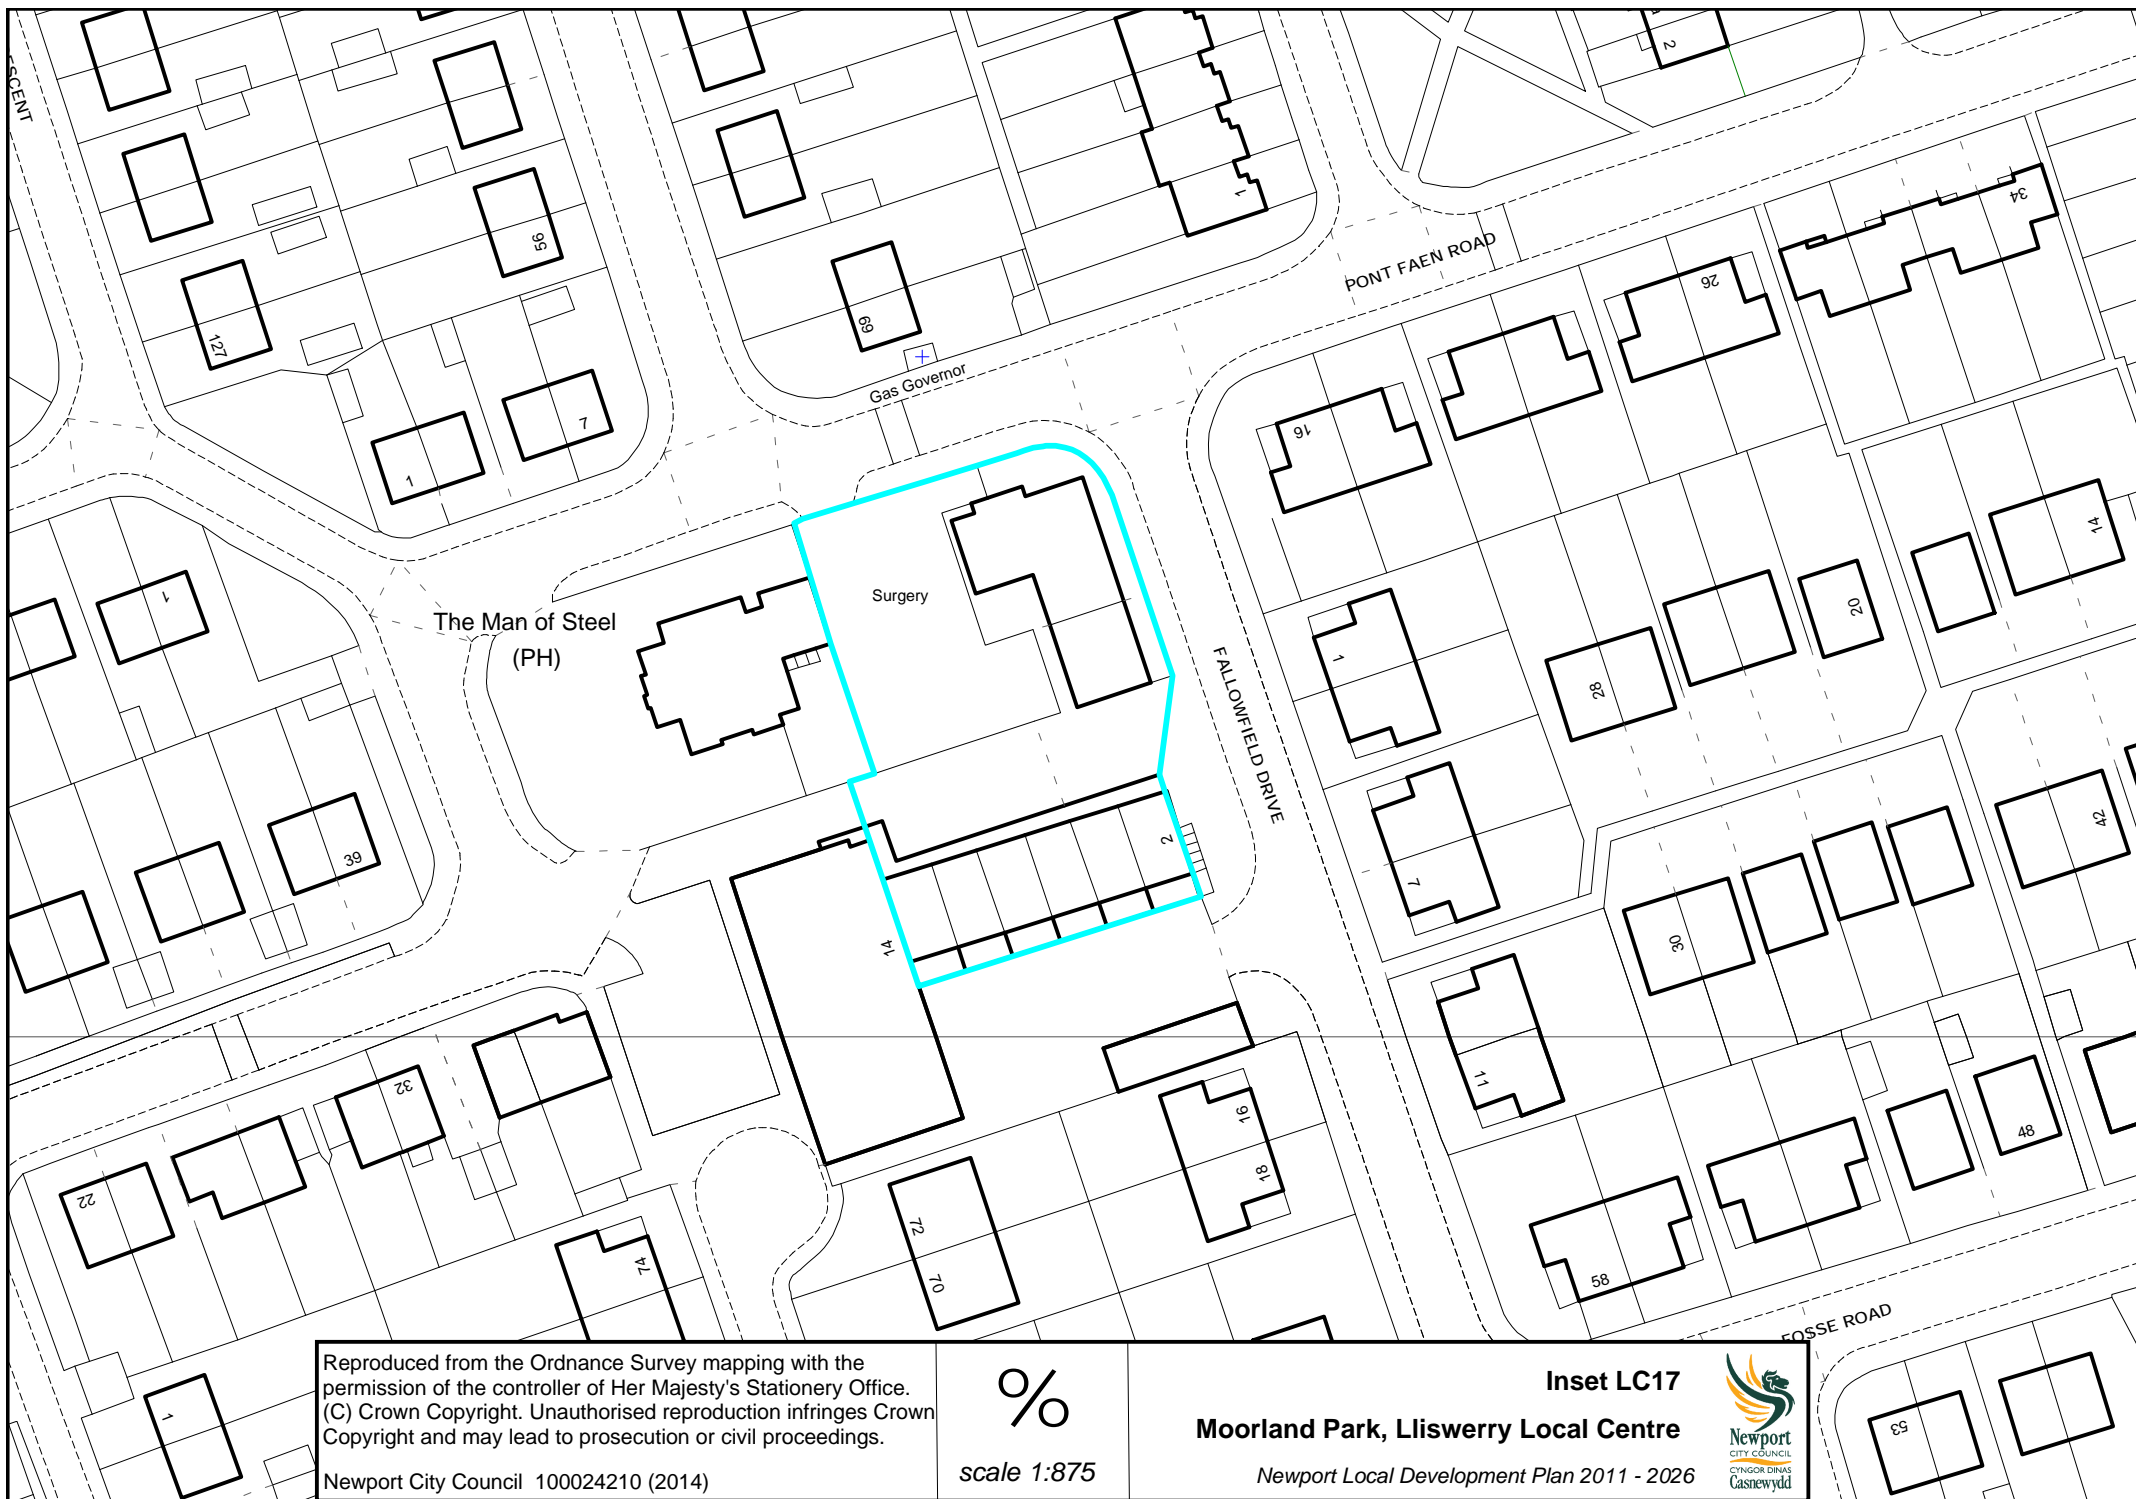 ESCENT
2
34
56
1
PONT FAEN ROAD
26
127
69
Gas Governor
7
1
16
14
1
Surgery
20
The Man of Steel
(PH)
1
FALLOWFIELD DRIVE
28
39
2
42
7
14
30
32
11
16
48
18
22
72
74
70
58
FOSSE ROAD
1
53
Reproduced from the Ordnance Survey mapping with the
permission of the controller of Her Majesty's Stationery Office.
(C) Crown Copyright. Unauthorised reproduction infringes Crown
Copyright and may lead to prosecution or civil proceedings.
Newport City Council 100024210 (2014)
%
scale 1:875
Inset LC17
Moorland Park, Lliswerry Local Centre
Newport Local Development Plan 2011 - 2026
Newport
CITY COUNCIL
CYNGOR DINAS
Casnewydd